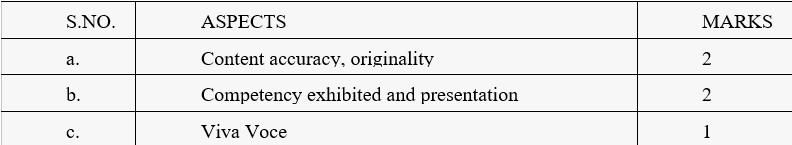 S.NO. ASPECTS MARKS
a. Content accuracy, originality 2
b. Competency exhibited and presentation 2
c. Viva Voce 1